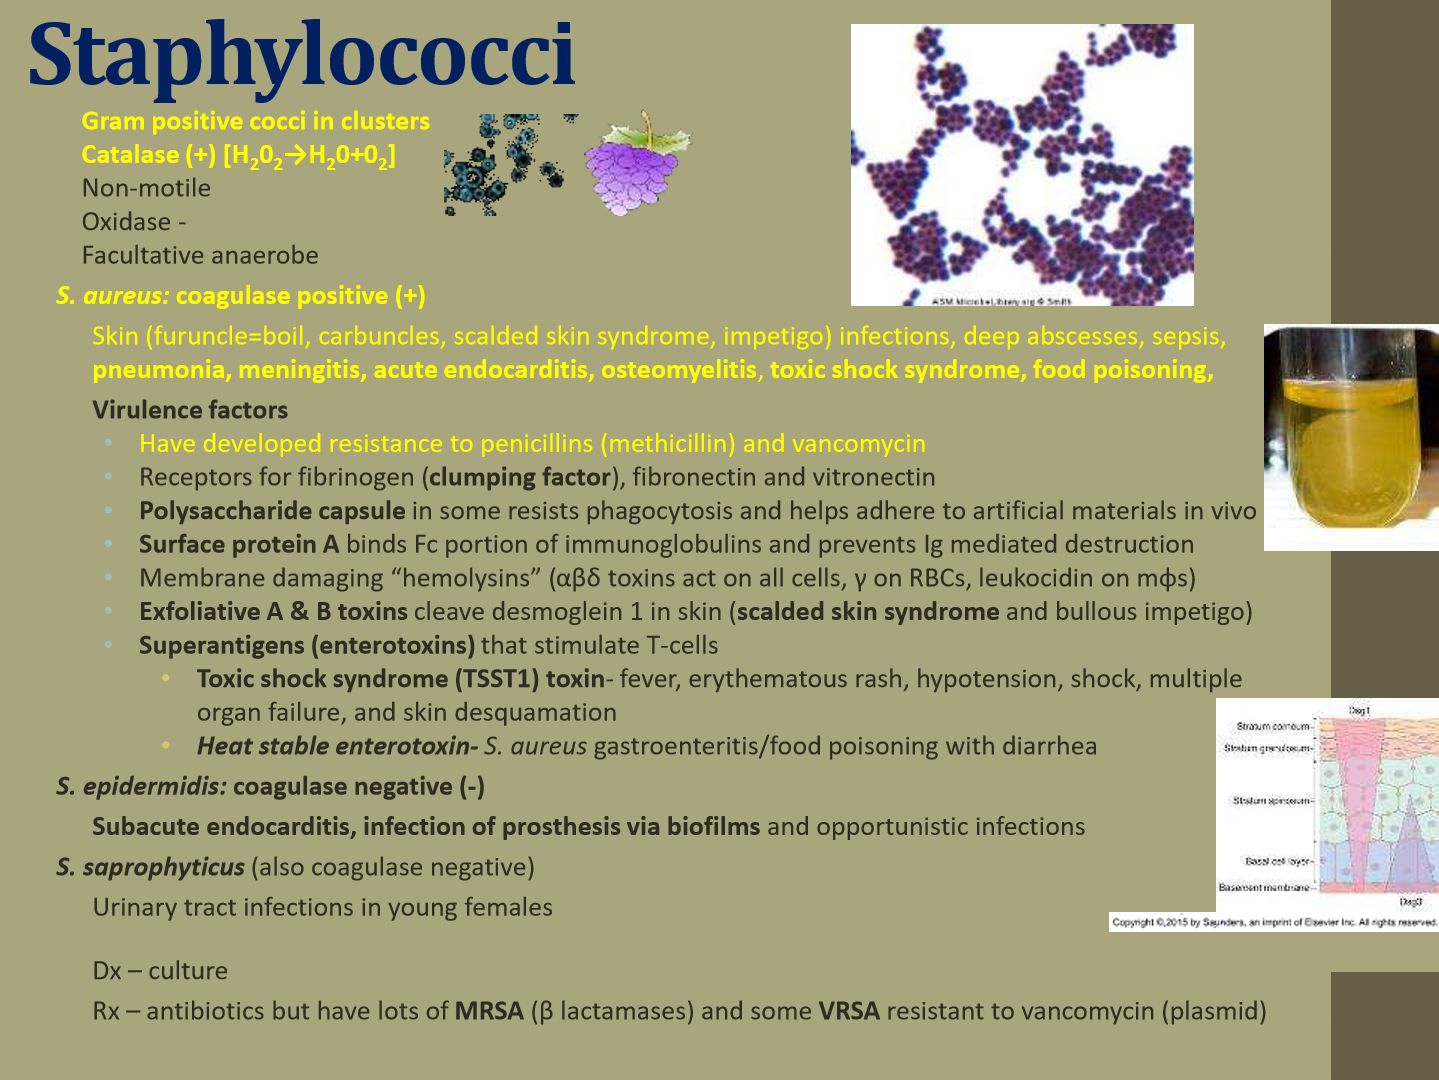 Staphylococci
Gram positive cocci in clusters
Catalase (+) [H₂0₂→H₂0+0₂]
Non-motile
Oxidase -
Facultative anaerobe
ASM MicrobeLibrary.org © Smith
S. aureus: coagulase positive (+)
Skin (furuncle=boil, carbuncles, scalded skin syndrome, impetigo) infections, deep abscesses, sepsis,
pneumonia, meningitis, acute endocarditis, osteomyelitis, toxic shock syndrome, food poisoning,
Virulence factors
• Have developed resistance to penicillins (methicillin) and vancomycin
• Receptors for fibrinogen (clumping factor), fibronectin and vitronectin
• Polysaccharide capsule in some resists phagocytosis and helps adhere to artificial materials in vivo
• Surface protein A binds Fc portion of immunoglobulins and prevents Ig mediated destruction
• Membrane damaging “hemolysins” (αβδ toxins act on all cells, γ on RBCs, leukocidin on mφs)
• Exfoliative A & B toxins cleave desmoglein 1 in skin (scalded skin syndrome and bullous impetigo)
• Superantigens (enterotoxins) that stimulate T-cells
• Toxic shock syndrome (TSST1) toxin- fever, erythematous rash, hypotension, shock, multiple
organ failure, and skin desquamation
• Heat stable enterotoxin- S. aureus gastroenteritis/food poisoning with diarrhea
S. epidermidis: coagulase negative (-)
Subacute endocarditis, infection of prosthesis via biofilms and opportunistic infections
S. saprophyticus (also coagulase negative)
Urinary tract infections in young females
Dx – culture
Rx – antibiotics but have lots of MRSA (β lactamases) and some VRSA resistant to vancomycin (plasmid)
Dsg1
Stratum corneum
Stratum granulosum
Stratum spinosum
Basal cell layer
Basement membrane
Dsg3
Copyright © 2015 by Saunders, an imprint of Elsevier Inc. All rights reserved.